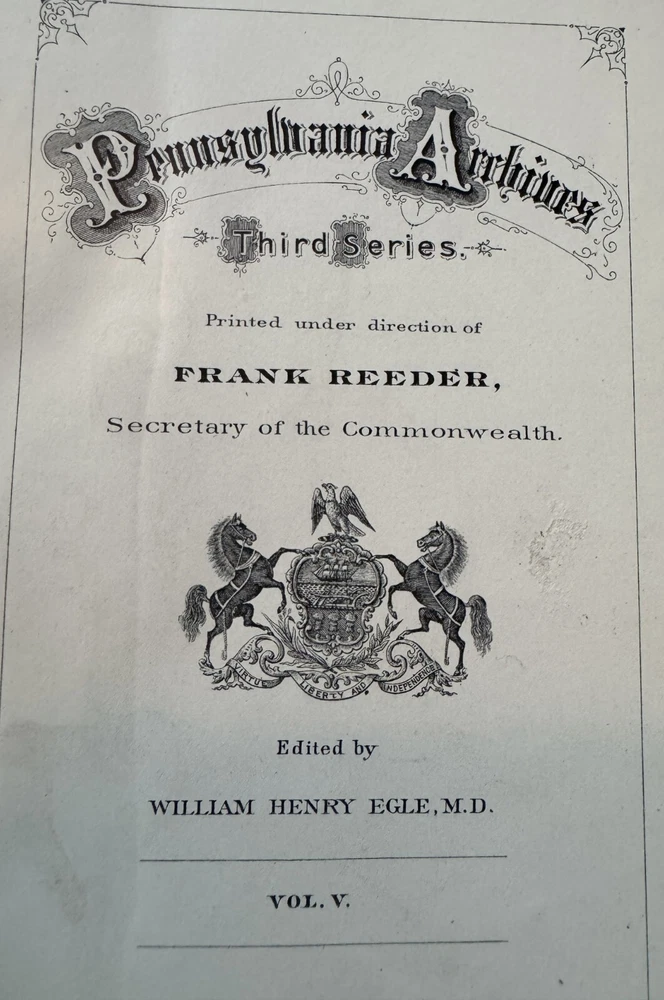 Pennsylvania Archives
Third Series.
Printed under direction of
FRANK REEDER,
Secretary of the Commonwealth.
VIRTUE LIBERTY AND INDEPENDENCE
Edited by
WILLIAM HENRY EGLE, M.D.
VOL. V.